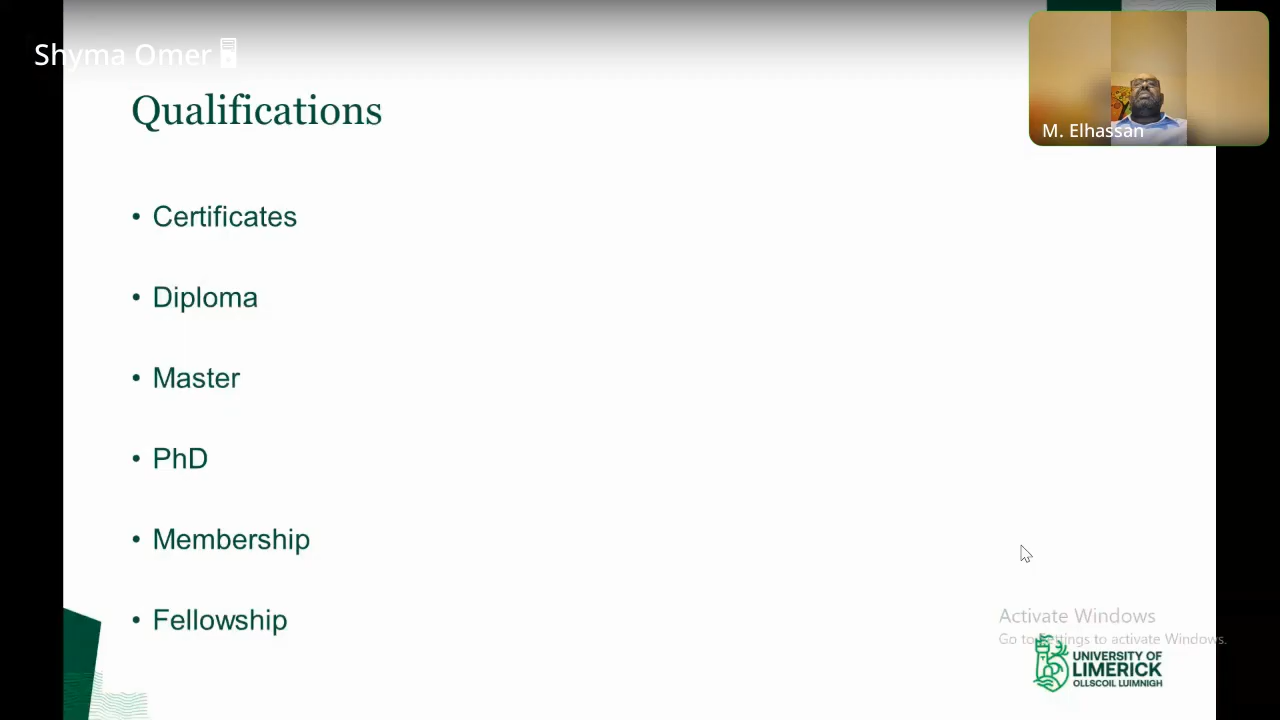 Shyma Omer
M. Elhassan
Qualifications
• Certificates
• Diploma
• Master
• PhD
• Membership
• Fellowship
Activate Windows
Go to Settings to activate Windows.
UNIVERSITY OF
LIMERICK
OLLSCOIL LUIMNIGH